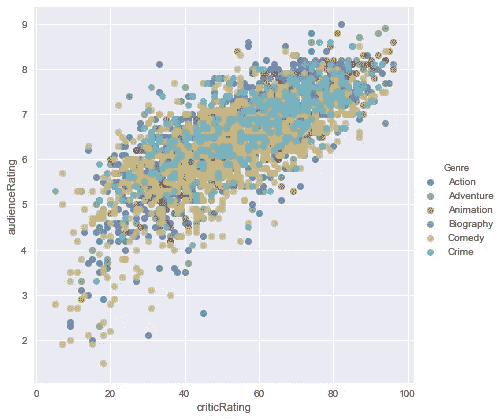 9
8
7
6
5
4
3
2
audienceRating
0
20
40
60
80
100
criticRating
Genre
Action
Adventure
Animation
Biography
Comedy
Crime